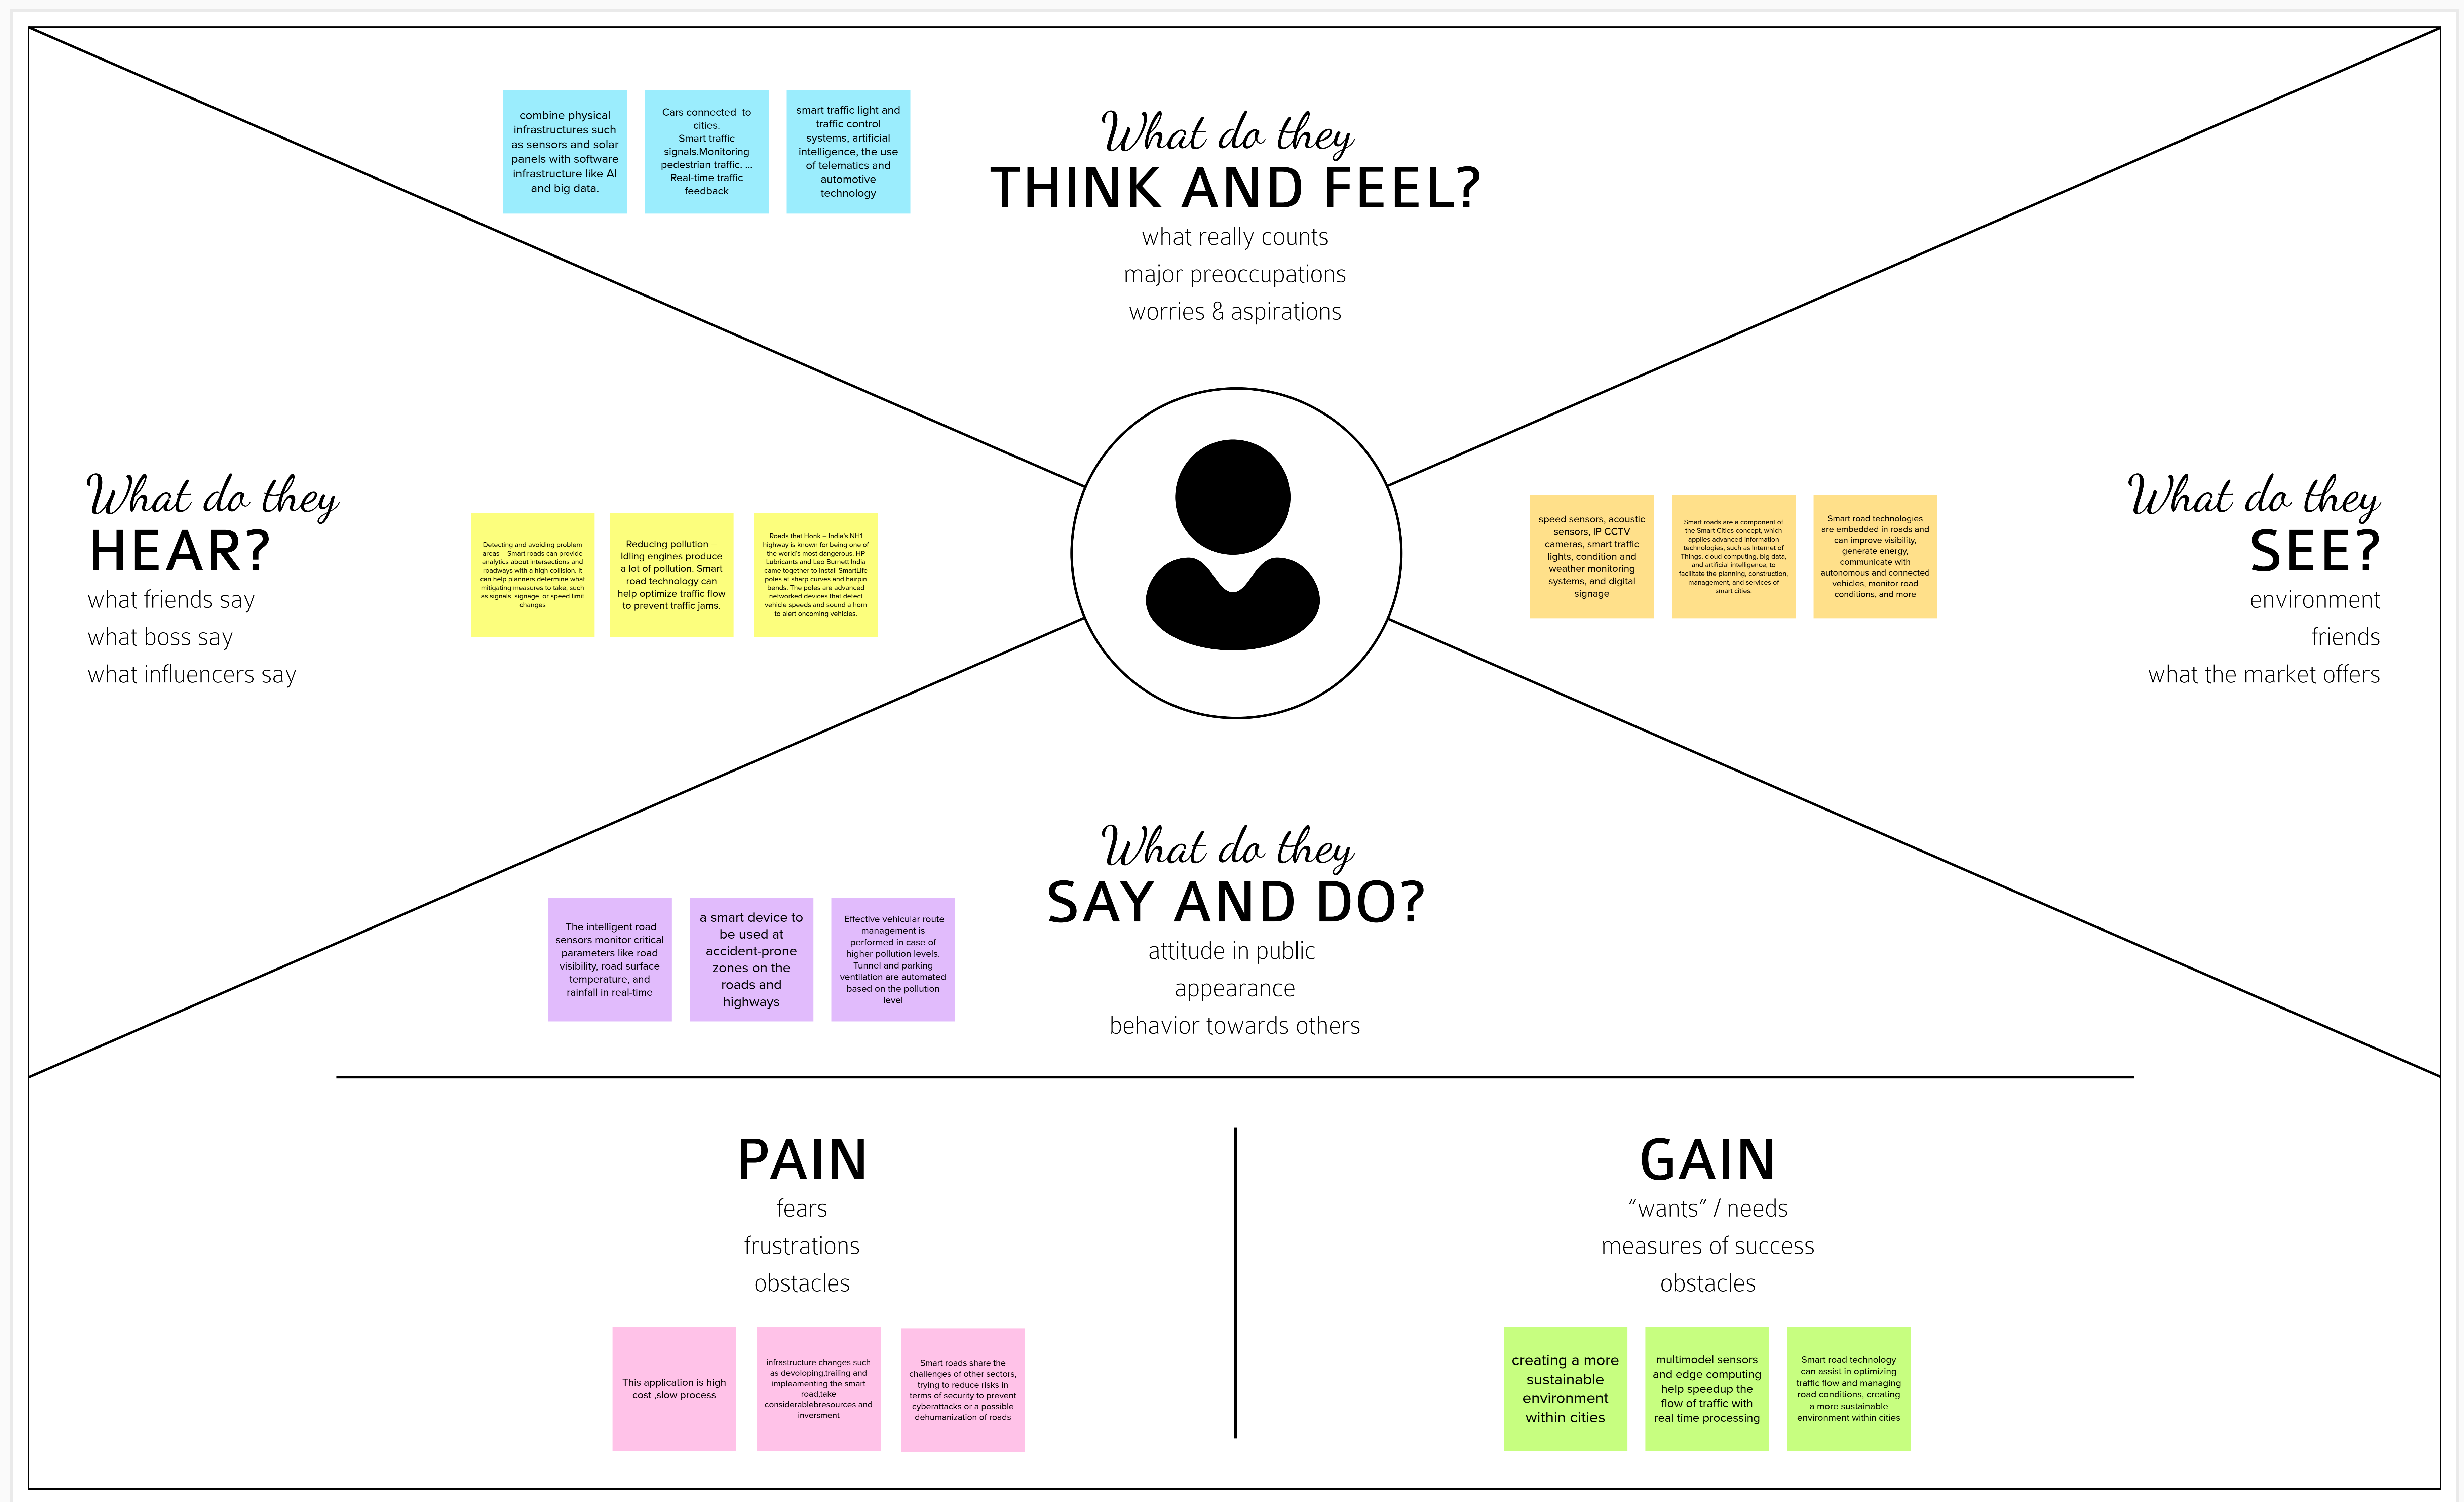 What do they
THINK AND FEEL?
what really counts
major preoccupations
worries & aspirations
combine physical
infrastructures such
as sensors and solar
panels with software
infrastructure like AI
and big data.
Cars connected  to
cities.
Smart traffic
signals.Monitoring
pedestrian traffic. ...
Real-time traffic
feedback
smart traffic light and
traffic control
systems, artificial
intelligence, the use
of telematics and
automotive
technology
What do they
HEAR?
what friends say
what boss say
what influencers say
Detecting and avoiding problem
areas – Smart roads can provide
analytics about intersections and
roadways with a high collision. It
can help planners determine what
mitigating measures to take, such
as signals, signage, or speed limit
changes
Reducing pollution –
Idling engines produce
a lot of pollution. Smart
road technology can
help optimize traffic flow
to prevent traffic jams.
Roads that Honk – India's NH1
highway is known for being one of
the world's most dangerous. HP
Lubricants and Leo Burnett India
came together to install SmartLife
poles at sharp curves and hairpin
bends. The poles are advanced
networked devices that detect
vehicle speeds and sound a horn
to alert oncoming vehicles.
speed sensors, acoustic
sensors, IP CCTV
cameras, smart traffic
lights, condition and
weather monitoring
systems, and digital
signage
Smart roads are a component of
the Smart Cities concept, which
applies advanced information
technologies, such as Internet of
Things, cloud computing, big data,
and artificial intelligence, to
facilitate the planning, construction,
management, and services of
smart cities.
Smart road technologies
are embedded in roads and
can improve visibility,
generate energy,
communicate with
autonomous and connected
vehicles, monitor road
conditions, and more
What do they
SEE?
environment
friends
what the market offers
What do they
SAY AND DO?
attitude in public
appearance
behavior towards others
The intelligent road
sensors monitor critical
parameters like road
visibility, road surface
temperature, and
rainfall in real-time
a smart device to
be used at
accident-prone
zones on the
roads and
highways
Effective vehicular route
management is
performed in case of
higher pollution levels.
Tunnel and parking
ventilation are automated
based on the pollution
level
PAIN
fears
frustrations
obstacles
This application is high
cost ,slow process
infrastructure changes such
as devoloping,trailing and
impleamenting the smart
road,take
considerablebresources and
inversment
Smart roads share the
challenges of other sectors,
trying to reduce risks in
terms of security to prevent
cyberattacks or a possible
dehumanization of roads
GAIN
“wants” / needs
measures of success
obstacles
creating a more
sustainable
environment
within cities
multimodel sensors
and edge computing
help speedup the
flow of traffic with
real time processing
Smart road technology
can assist in optimizing
traffic flow and managing
road conditions, creating
a more sustainable
environment within cities